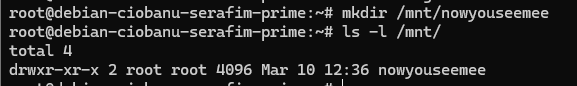 root@debian-ciobanu-serafim-prime:~# mkdir /mnt/nowyouseemee
root@debian-ciobanu-serafim-prime:~# ls -l /mnt/
total 4
drwxr-xr-x 2 root root 4096 Mar 10 12:36 nowyouseemee